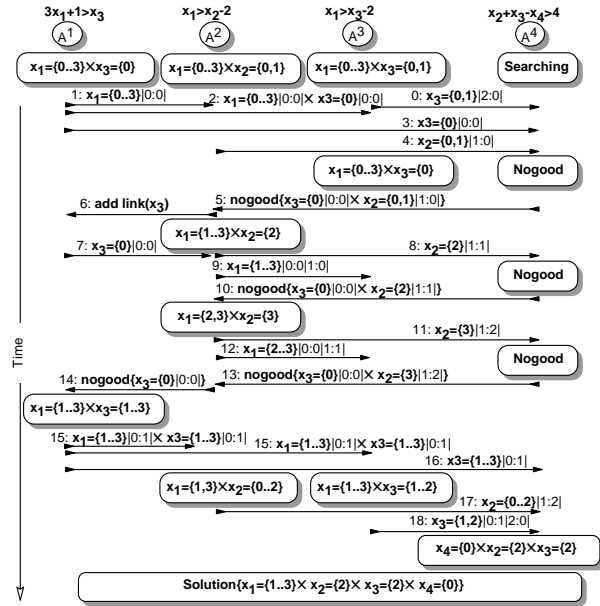 3x1+1>x3 x1>x2-2 x1>x3-2 x2+x3-x4>4
A1 A2 A3 A4
x1={0..3}×x3={0} x1={0..3}×x2={0,1} x1={0..3}×x3={0,1} Searching
1: x1={0..3}|0:0| 2: x1={0..3}|0:0|× x3={0}|0:0| 0: x3={0,1}|2:0|
3: x3={0}|0:0|
4: x2={0,1}|1:0|
x1={0..3}×x3={0} Nogood
6: add link(x3) 5: nogood{x3={0}|0:0|× x2={0,1}|1:0|}
x1={1..3}×x2={2}
7: x3={0}|0:0| 8: x2={2}|1:1|
9: x1={1..3}|0:0|1:0|
Nogood
10: nogood{x3={0}|0:0|× x2={2}|1:1|}
x1={2,3}×x2={3}
11: x2={3}|1:2|
12: x1={2..3}|0:0|1:1|
Nogood
14: nogood{x3={0}|0:0|} 13: nogood{x3={0}|0:0|× x2={3}|1:2|}
x1={1..3}×x3={1..3}
15: x1={1..3}|0:1|× x3={1..3}|0:1| 15: x1={1..3}|0:1|× x3={1..3}|0:1|
16: x3={1..3}|0:1|
x1={1,3}×x2={0..2} x1={1..3}×x3={1..2}
17: x2={0..2}|1:2|
18: x3={1,2}|0:1|2:0|
x4={0}×x2={2}×x3={2}
Solution{x1={1..3}× x2={2}× x3={2}× x4={0}}
Time